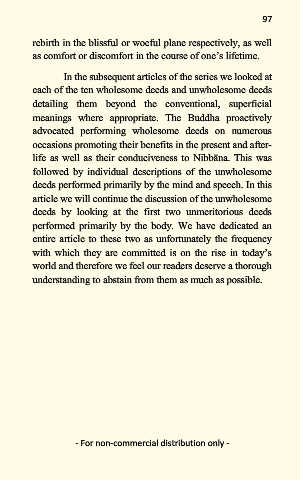 97
rebirth in the blissful or woeful plane respectively, as well
as comfort or discomfort in the course of one's lifetime.
In the subsequent articles of the series we looked at
each of the ten wholesome deeds and unwholesome deeds
detailing them beyond the conventional, superficial
meanings where appropriate. The Buddha proactively
advocated performing wholesome deeds on numerous
occasions promoting their benefits in the present and after-
life as well as their conduciveness to Nibbāna. This was
followed by individual descriptions of the unwholesome
deeds performed primarily by the mind and speech. In this
article we will continue the discussion of the unwholesome
deeds by looking at the first two unmeritorious deeds
performed primarily by the body. We have dedicated an
entire article to these two as unfortunately the frequency
with which they are committed is on the rise in today's
world and therefore we feel our readers deserve a thorough
understanding to abstain from them as much as possible.
- For non-commercial distribution only -